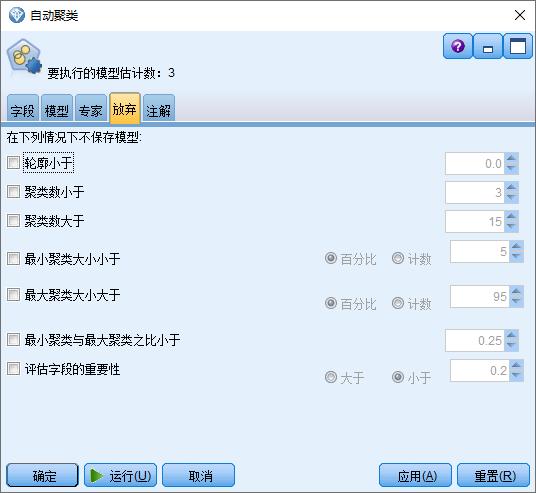 自动聚类
要执行的模型估计数：3
字段 模型 专家 放弃 注解
在下列情况下不保存模型:
轮廓小于 0.0
聚类数小于 3
聚类数大于 15
最小聚类大小小于 百分比 计数 5
最大聚类大小大于 百分比 计数 95
最小聚类与最大聚类之比小于 0.25
评估字段的重要性 大于 小于 0.2
确定 运行(U) 取消 应用(A) 重置(R)